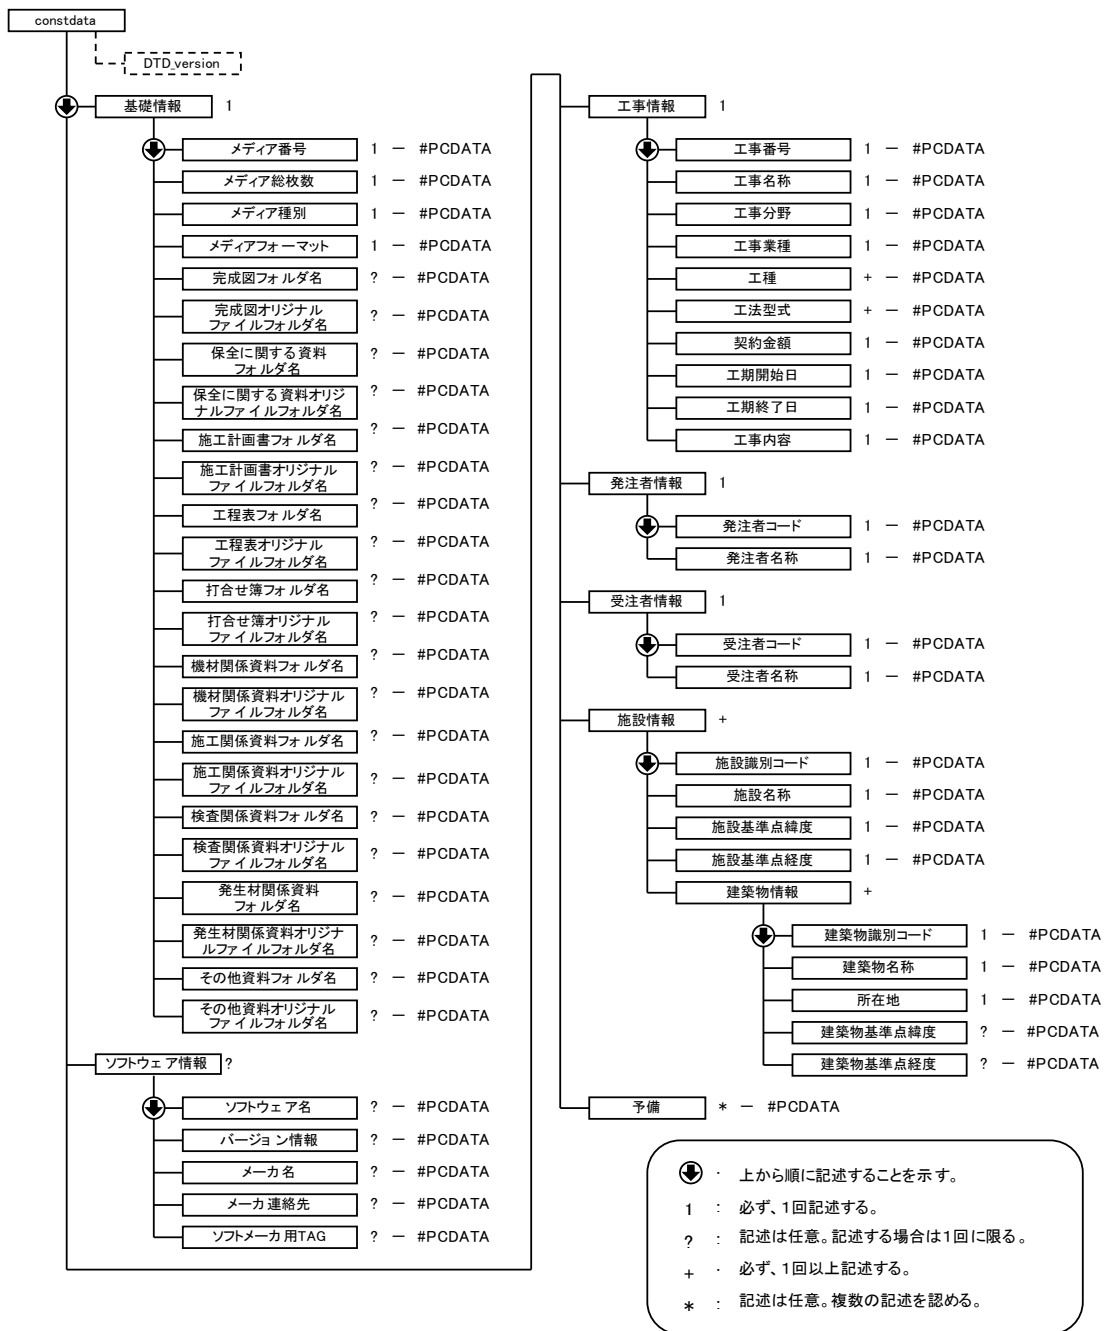 constdata
DTD_version
基礎情報 1
メディア番号 1 － #PCDATA
メディア総枚数 1 － #PCDATA
メディア種別 1 － #PCDATA
メディアフォーマット 1 － #PCDATA
完成図フォルダ名 ? － #PCDATA
完成図オリジナル
ファイルフォルダ名 ? － #PCDATA
保全に関する資料
フォルダ名 ? － #PCDATA
保全に関する資料オリジ
ナルファイルフォルダ名 ? － #PCDATA
施工計画書フォルダ名 ? － #PCDATA
施工計画書オリジナル
ファイルフォルダ名 ? － #PCDATA
工程表フォルダ名 ? － #PCDATA
工程表オリジナル
ファイルフォルダ名 ? － #PCDATA
打合せ簿フォルダ名 ? － #PCDATA
打合せ簿オリジナル
ファイルフォルダ名 ? － #PCDATA
機材関係資料フォルダ名 ? － #PCDATA
機材関係資料オリジナル
ファイルフォルダ名 ? － #PCDATA
施工関係資料フォルダ名 ? － #PCDATA
施工関係資料オリジナル
ファイルフォルダ名 ? － #PCDATA
検査関係資料フォルダ名 ? － #PCDATA
検査関係資料オリジナル
ファイルフォルダ名 ? － #PCDATA
発生材関係資料
フォルダ名 ? － #PCDATA
発生材関係資料オリジナ
ルファイルフォルダ名 ? － #PCDATA
その他資料フォルダ名 ? － #PCDATA
その他資料オリジナル
ファイルフォルダ名 ? － #PCDATA
ソフトウェア情報 ?
ソフトウェア名 ? － #PCDATA
バージョン情報 ? － #PCDATA
メーカ名 ? － #PCDATA
メーカ連絡先 ? － #PCDATA
ソフトメーカ用TAG ? － #PCDATA
工事情報 1
工事番号 1 － #PCDATA
工事名称 1 － #PCDATA
工事分野 1 － #PCDATA
工事業種 1 － #PCDATA
工種 + － #PCDATA
工法型式 + － #PCDATA
契約金額 1 － #PCDATA
工期開始日 1 － #PCDATA
工期終了日 1 － #PCDATA
工事内容 1 － #PCDATA
発注者情報 1
発注者コード 1 － #PCDATA
発注者名称 1 － #PCDATA
受注者情報 1
受注者コード 1 － #PCDATA
受注者名称 1 － #PCDATA
施設情報 +
施設識別コード 1 － #PCDATA
施設名称 1 － #PCDATA
施設基準点緯度 1 － #PCDATA
施設基準点経度 1 － #PCDATA
建築物情報 +
建築物識別コード 1 － #PCDATA
建築物名称 1 － #PCDATA
所在地 1 － #PCDATA
建築物基準点緯度 ? － #PCDATA
建築物基準点経度 ? － #PCDATA
予備 * － #PCDATA
： 上から順に記述することを示す。
1 ： 必ず、1回記述する。
? ： 記述は任意。記述する場合は1回に限る。
+ ： 必ず、1回以上記述する。
* ： 記述は任意。複数の記述を認める。